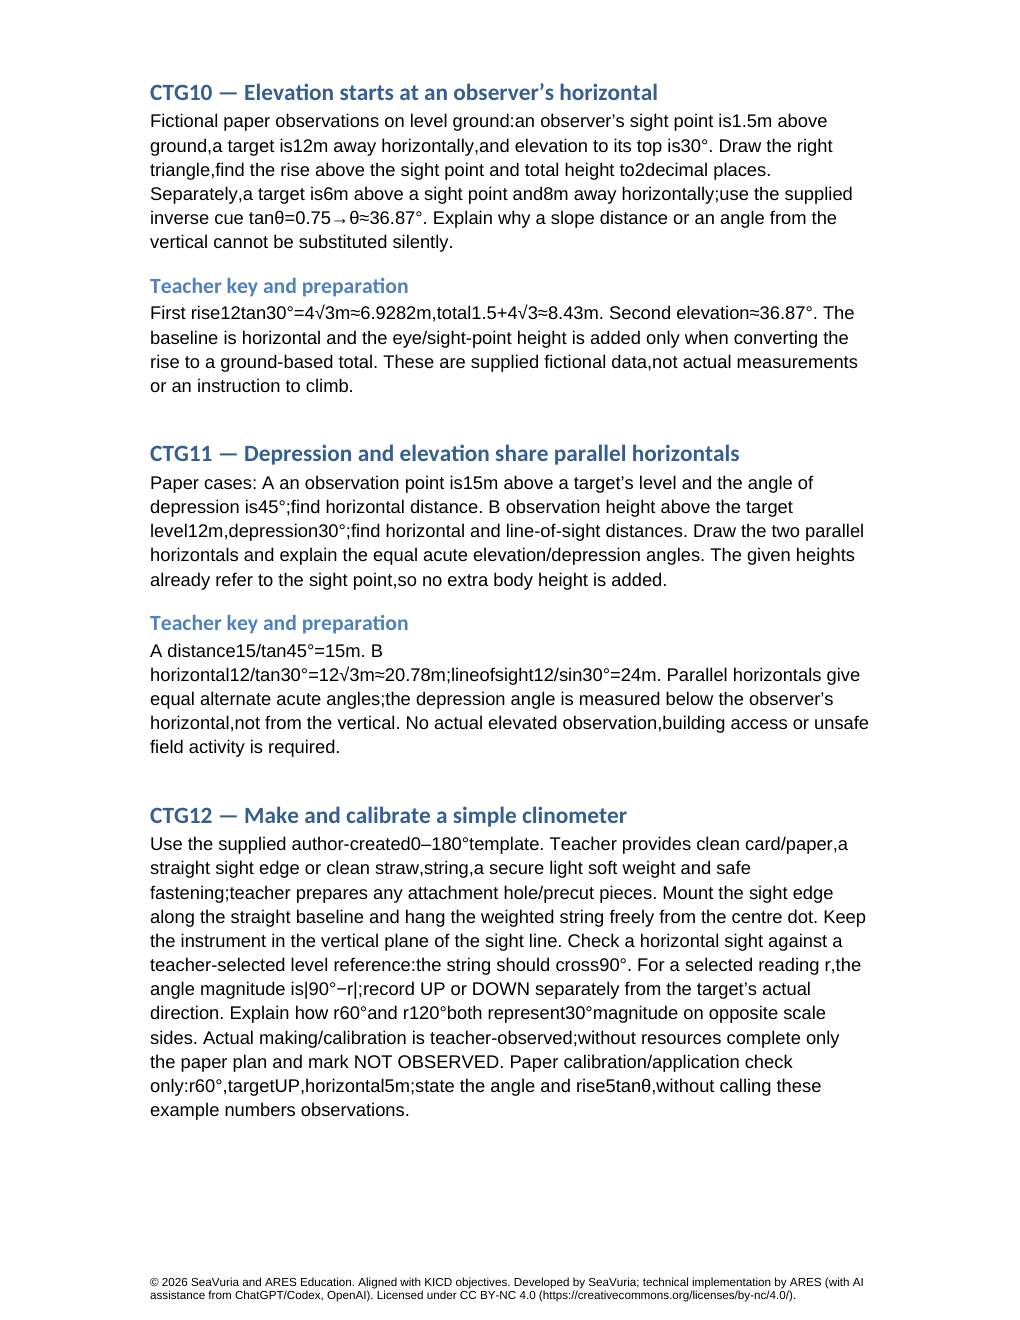 CTG10 — Elevation starts at an observer’s horizontal
Fictional paper observations on level ground:an observer’s sight point is1.5m above
ground,a target is12m away horizontally,and elevation to its top is30°. Draw the right
triangle,find the rise above the sight point and total height to2decimal places.
Separately,a target is6m above a sight point and8m away horizontally;use the supplied
inverse cue tanθ=0.75→θ≈36.87°. Explain why a slope distance or an angle from the
vertical cannot be substituted silently.
Teacher key and preparation
First rise12tan30°=4√3m≈6.9282m,total1.5+4√3≈8.43m. Second elevation≈36.87°. The
baseline is horizontal and the eye/sight-point height is added only when converting the
rise to a ground-based total. These are supplied fictional data,not actual measurements
or an instruction to climb.
CTG11 — Depression and elevation share parallel horizontals
Paper cases: A an observation point is15m above a target’s level and the angle of
depression is45°;find horizontal distance. B observation height above the target
level12m,depression30°;find horizontal and line-of-sight distances. Draw the two parallel
horizontals and explain the equal acute elevation/depression angles. The given heights
already refer to the sight point,so no extra body height is added.
Teacher key and preparation
A distance15/tan45°=15m. B
horizontal12/tan30°=12√3m≈20.78m;lineofsight12/sin30°=24m. Parallel horizontals give
equal alternate acute angles;the depression angle is measured below the observer’s
horizontal,not from the vertical. No actual elevated observation,building access or unsafe
field activity is required.
CTG12 — Make and calibrate a simple clinometer
Use the supplied author-created0–180°template. Teacher provides clean card/paper,a
straight sight edge or clean straw,string,a secure light soft weight and safe
fastening;teacher prepares any attachment hole/precut pieces. Mount the sight edge
along the straight baseline and hang the weighted string freely from the centre dot. Keep
the instrument in the vertical plane of the sight line. Check a horizontal sight against a
teacher-selected level reference:the string should cross90°. For a selected reading r,the
angle magnitude is|90°−r|;record UP or DOWN separately from the target’s actual
direction. Explain how r60°and r120°both represent30°magnitude on opposite scale
sides. Actual making/calibration is teacher-observed;without resources complete only
the paper plan and mark NOT OBSERVED. Paper calibration/application check
only:r60°,targetUP,horizontal5m;state the angle and rise5tanθ,without calling these
example numbers observations.
© 2026 SeaVuria and ARES Education. Aligned with KICD objectives. Developed by SeaVuria; technical implementation by ARES (with AI
assistance from ChatGPT/Codex, OpenAI). Licensed under CC BY-NC 4.0 (https://creativecommons.org/licenses/by-nc/4.0/).